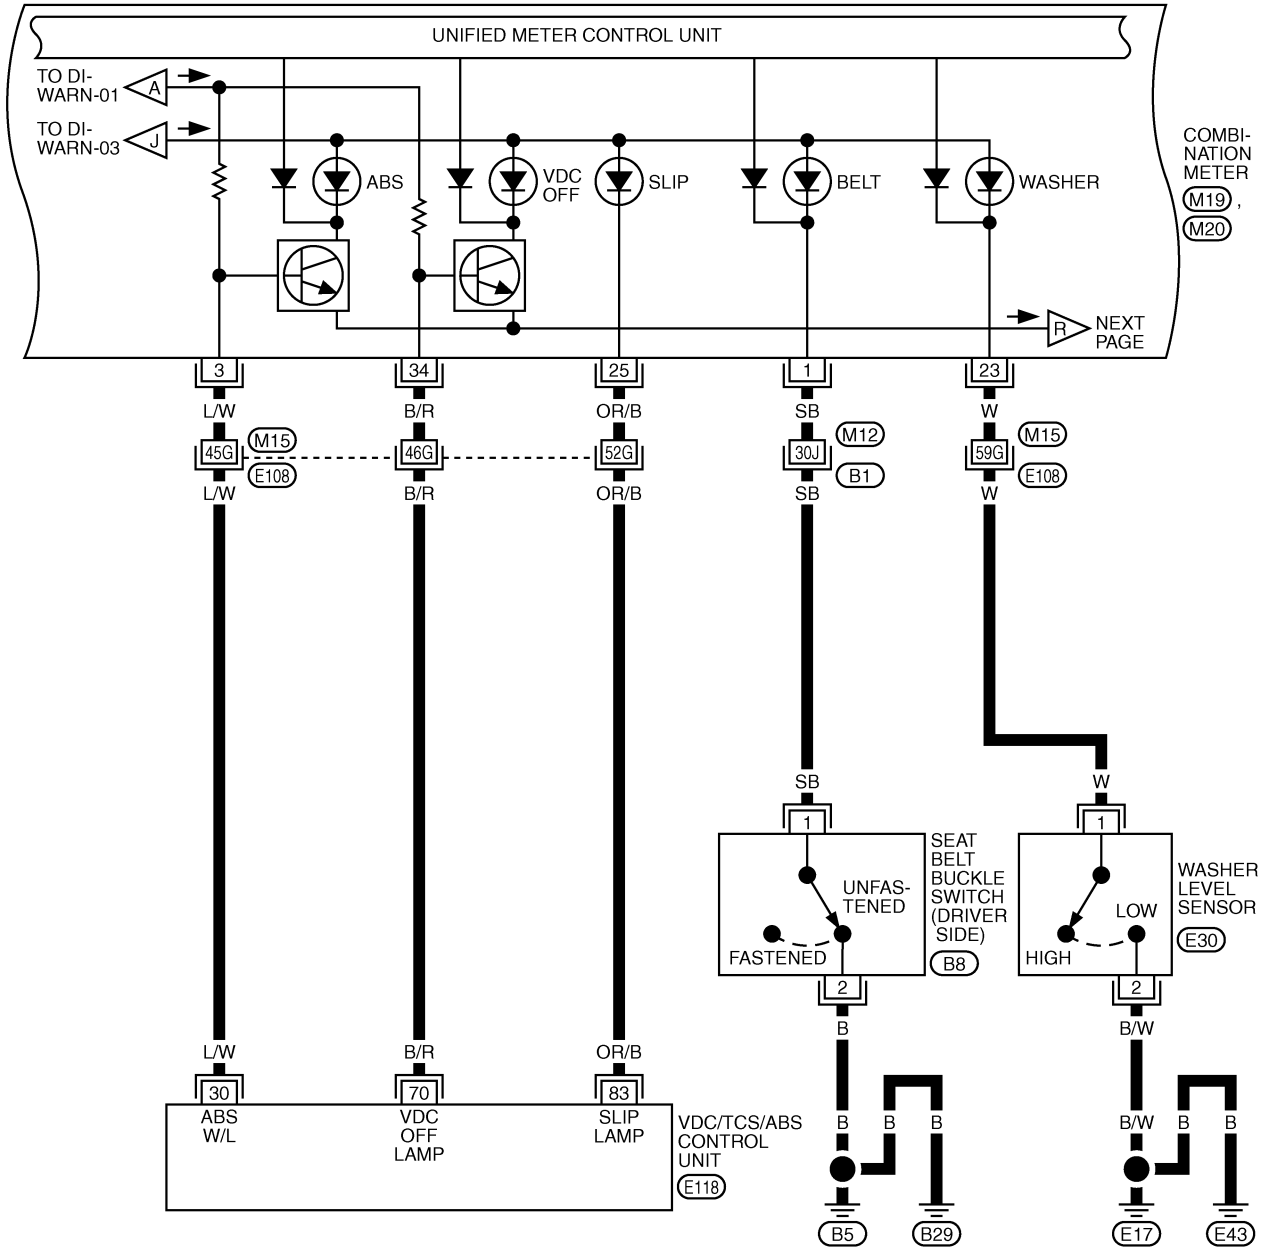 UNIFIED METER CONTROL UNIT
TO DI-
WARN-01
A
TO DI-
WARN-03
J
ABS
VDC
OFF
SLIP
BELT
WASHER
COMBI-
NATION
METER
M19 ,
M20
R
NEXT
PAGE
3
34
25
1
23
L/W
B/R
OR/B
SB
W
45G
M15
E108
46G
52G
30J
M12
B1
59G
M15
E108
L/W
B/R
OR/B
SB
W
SB
W
1
1
SEAT
BELT
BUCKLE
SWITCH
(DRIVER
SIDE)
B8
UNFAS-
TENED
FASTENED
WASHER
LEVEL
SENSOR
E30
LOW
HIGH
2
2
B
B/W
L/W
B/R
OR/B
30
70
83
ABS
W/L
VDC
OFF
LAMP
SLIP
LAMP
VDC/TCS/ABS
CONTROL
UNIT
E118
B
B
B
B/W
B
B
B5
B29
E17
E43